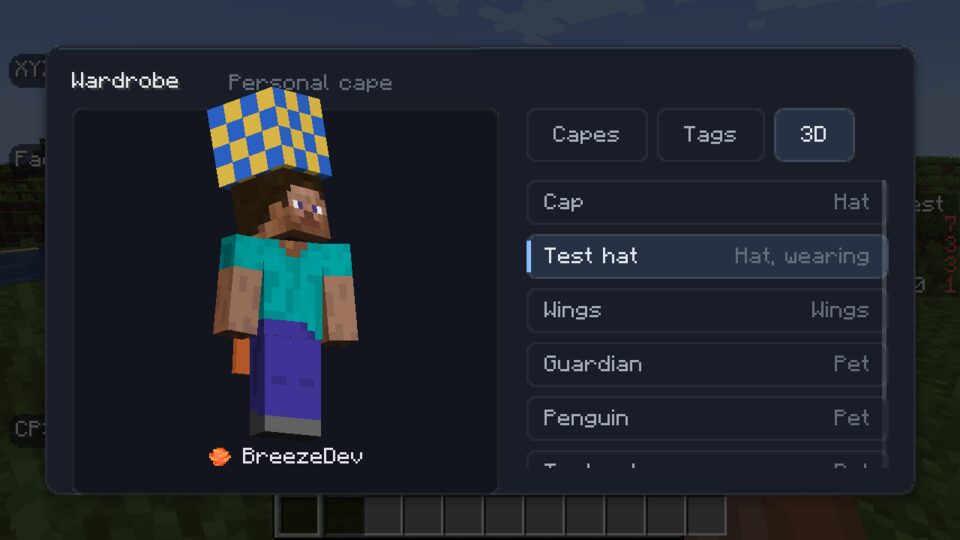 Wardrobe
Personal cape
Capes
Tags
3D
Cap
Hat
Test hat
Hat, wearing
Wings
Wings
Guardian
Pet
Penguin
Pet
BreezeDev